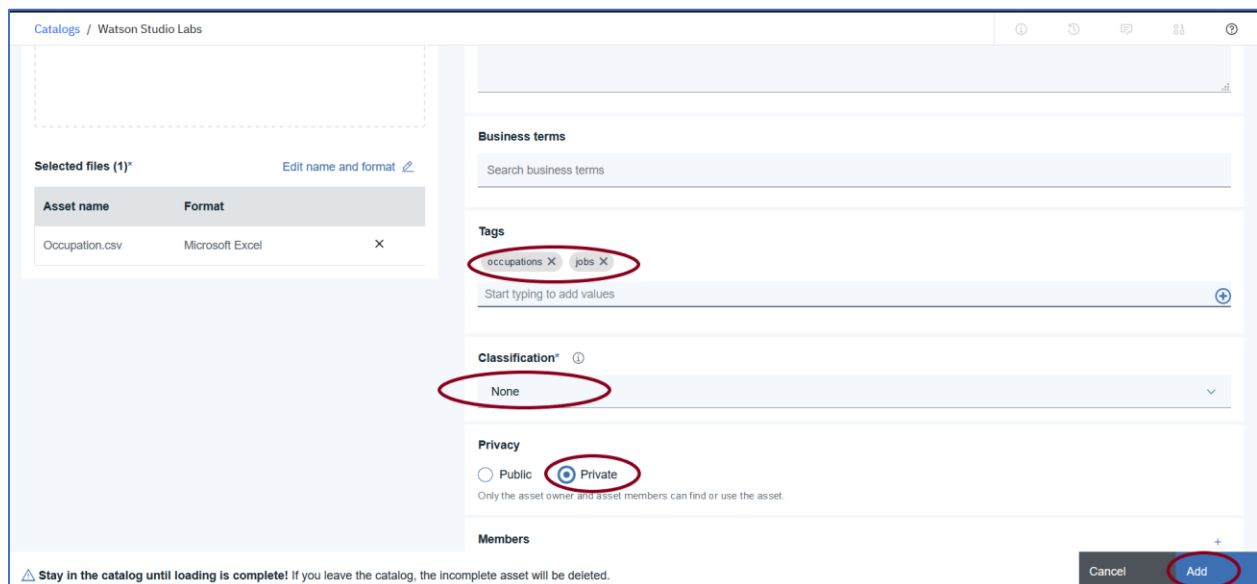 Catalogs / Watson Studio Labs
Selected files (1)*
Edit name and format
Asset name Format
Occupation.csv Microsoft Excel
Business terms
Search business terms
Tags
occupations jobs
Start typing to add values
Classification*
None
Privacy
Public Private
Only the asset owner and asset members can find or use the asset.
Members
Stay in the catalog until loading is complete! If you leave the catalog, the incomplete asset will be deleted.
Cancel Add